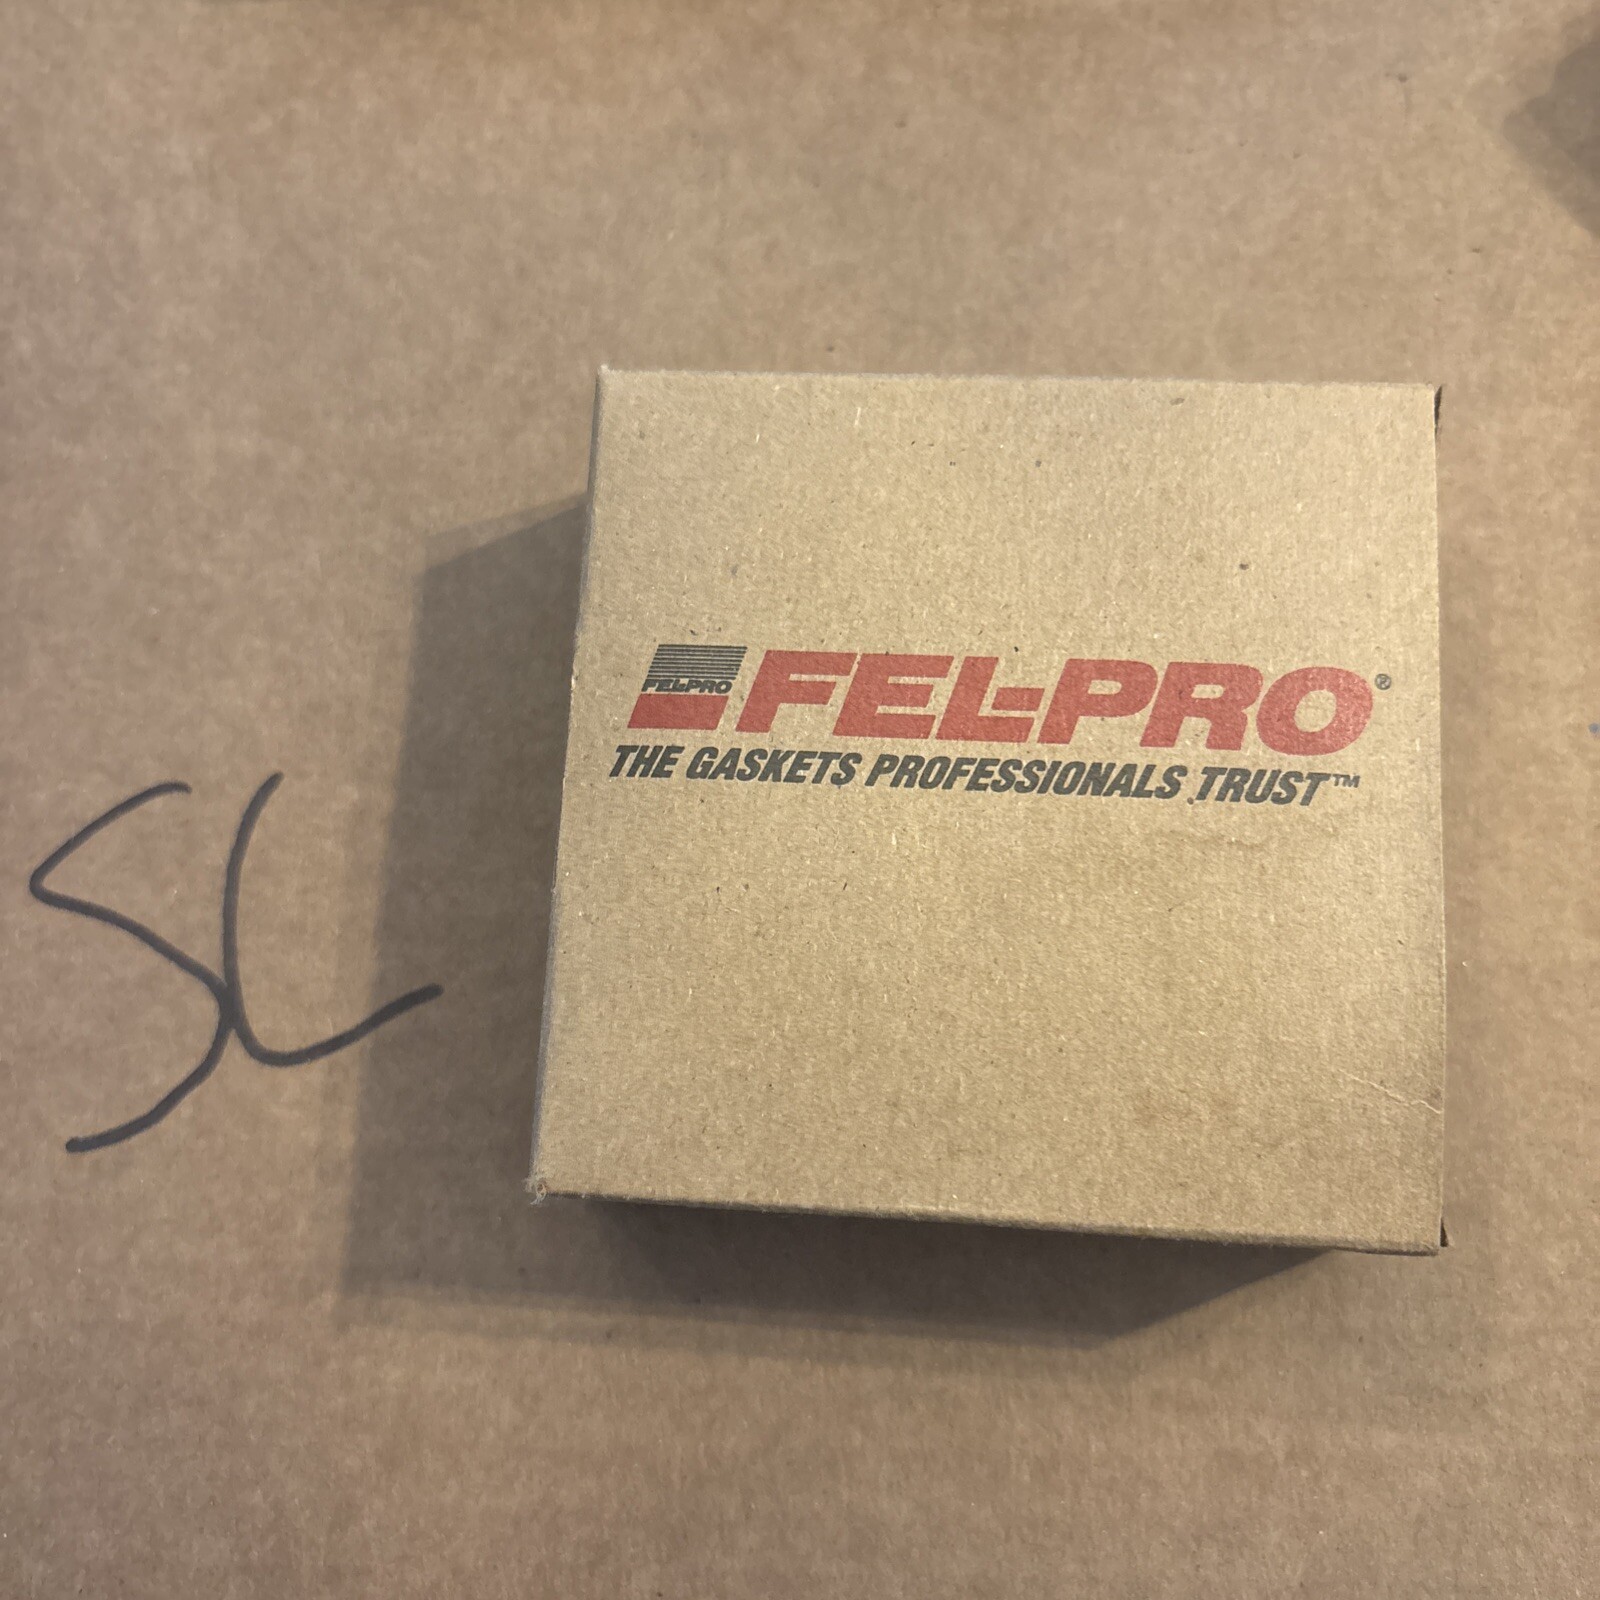 FEL-PRO
FEL-PRO®
THE GASKETS PROFESSIONALS TRUST™
SL